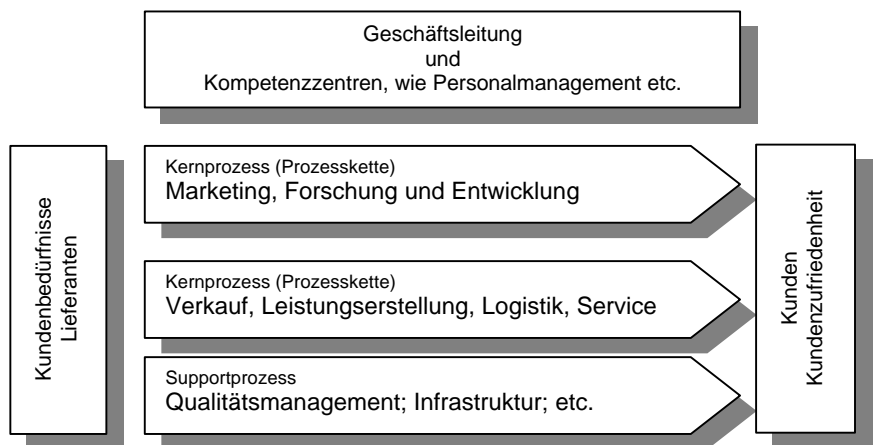 Geschäftsleitung
und
Kompetenzzentren, wie Personalmanagement etc.
Kundenbedürfnisse
Lieferanten
Kernprozess (Prozesskette)
Marketing, Forschung und Entwicklung
Kernprozess (Prozesskette)
Verkauf, Leistungserstellung, Logistik, Service
Supportprozess
Qualitätsmanagement; Infrastruktur; etc.
Kunden
Kundenzufriedenheit